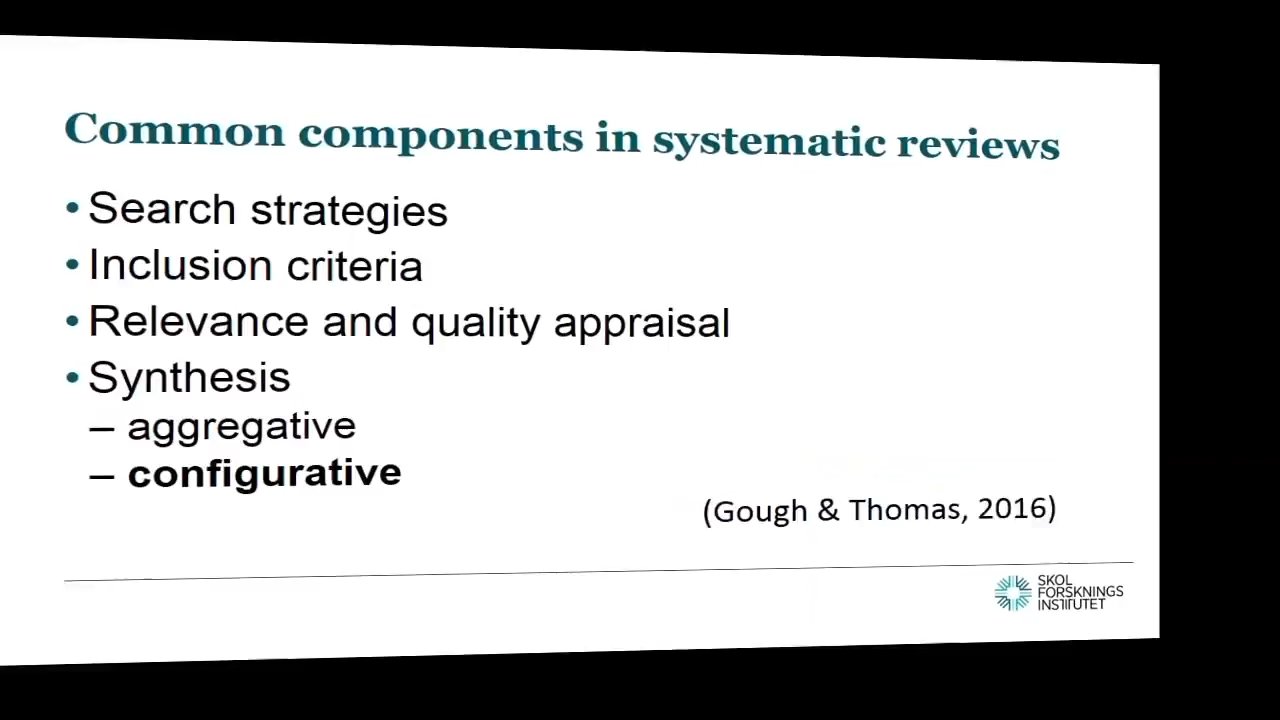 Common components in systematic reviews
• Search strategies
• Inclusion criteria
• Relevance and quality appraisal
• Synthesis
– aggregative
– configurative
(Gough & Thomas, 2016)
SKOL
FORSKNINGS
INSTITUTET